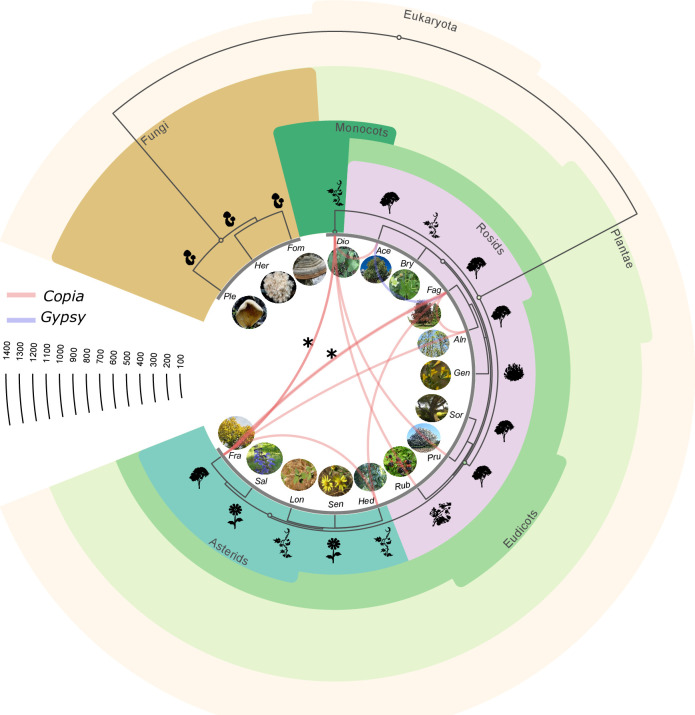 Eukaryota
Fungi
Monocots
Rosids
Plantae
Dio
Ace
Fom
Bry
Her
Ple
Fag
Copia
Gypsy
*
*
Aln
1400
1300
1200
1100
1000
900
800
700
600
500
400
300
200
100
Gen
Sor
Fra
Pru
Sal
Rub
Lon
Sen
Hed
Asterids
Eudicots